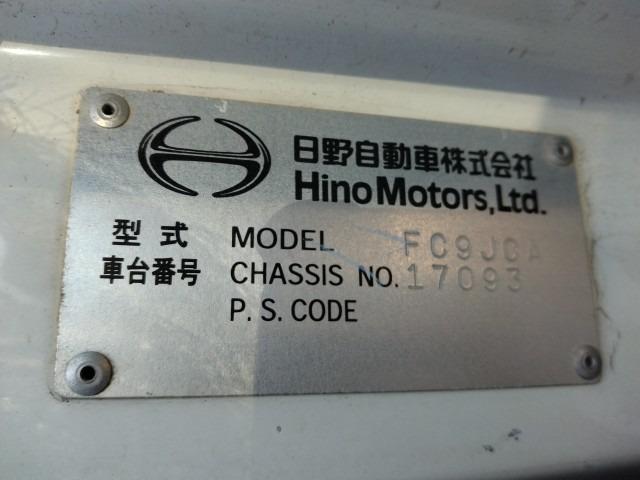 日野自動車株式会社
Hino Motors, Ltd.
型式 MODEL FC9JCA
車台番号 CHASSIS NO. 17093
P. S. CODE